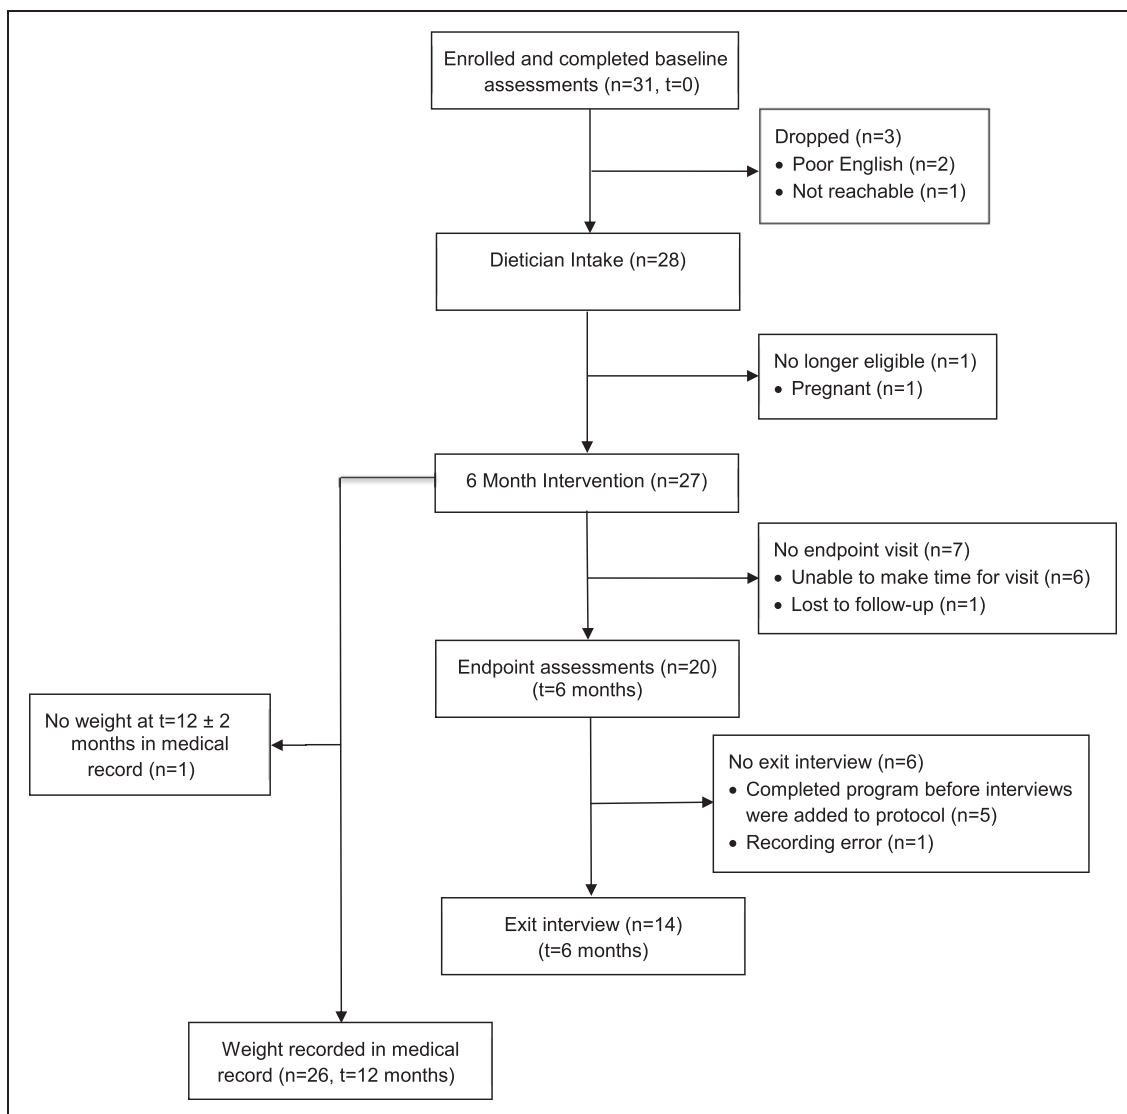 Enrolled and completed baseline
assessments (n=31, t=0)
Dropped (n=3)
• Poor English (n=2)
• Not reachable (n=1)
Dietician Intake (n=28)
No longer eligible (n=1)
• Pregnant (n=1)
6 Month Intervention (n=27)
No endpoint visit (n=7)
• Unable to make time for visit (n=6)
• Lost to follow-up (n=1)
Endpoint assessments (n=20)
(t=6 months)
No weight at t=12 ± 2
months in medical
record (n=1)
No exit interview (n=6)
• Completed program before interviews
were added to protocol (n=5)
• Recording error (n=1)
Exit interview (n=14)
(t=6 months)
Weight recorded in medical
record (n=26, t=12 months)